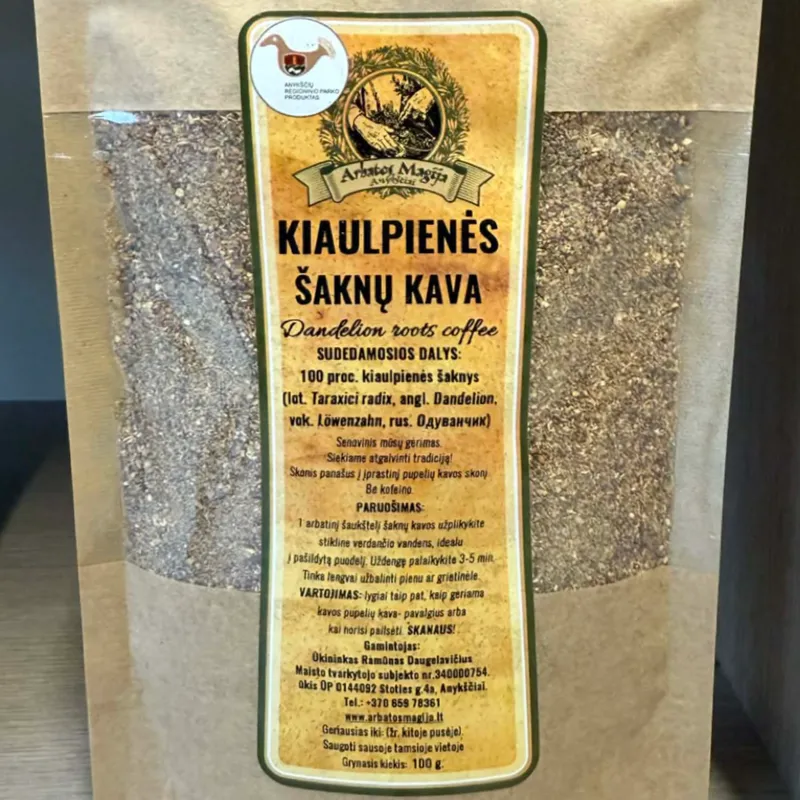 ANYKŠČIŲ
REGIONINIO PARKO
PRODUKTAS
Arbatos Magija
Anykščiai
KIAULPIENĖS
ŠAKNŲ KAVA
Dandelion roots coffee
SUDEDAMOSIOS DALYS:
100 proc. kiaulpienės šaknys
(lot. Taraxici radix, angl. Dandelion,
vok. Löwenzahn, rus. Одуванчик)
Senovinis mūsų gėrimas.
Siekiame atgaivinti tradiciją!
Skonis panašus į įprastinį pupelių kavos skonį.
Be kofeino.
PARUOŠIMAS:
1 arbatinį šaukštelį šaknų kavos užplikykite
stikline verdančio vandens, idealu
į pašildytą puodelį. Uždengę palaikykite 3-5 min.
Tinka lengvai užbalinti pienu ar grietinėle.
VARTOJIMAS: lygiai taip pat, kaip geriama
kavos pupelių kava- pavalgius arba
kai norisi pailsėti. SKANAUS!
Gamintojas:
Ūkininkas Ramūnas Daugelavičius
Maisto tvarkytojo subjekto nr.340000754.
ūkis ŪP 0144092 Stoties g.4a, Anykščiai.
Tel.: +370 659 78361
www.arbatosmagija.lt
Geriausias iki: (žr. kitoje pusėje).
Saugoti sausoje tamsioje vietoje
Grynasis kiekis: 100 g.